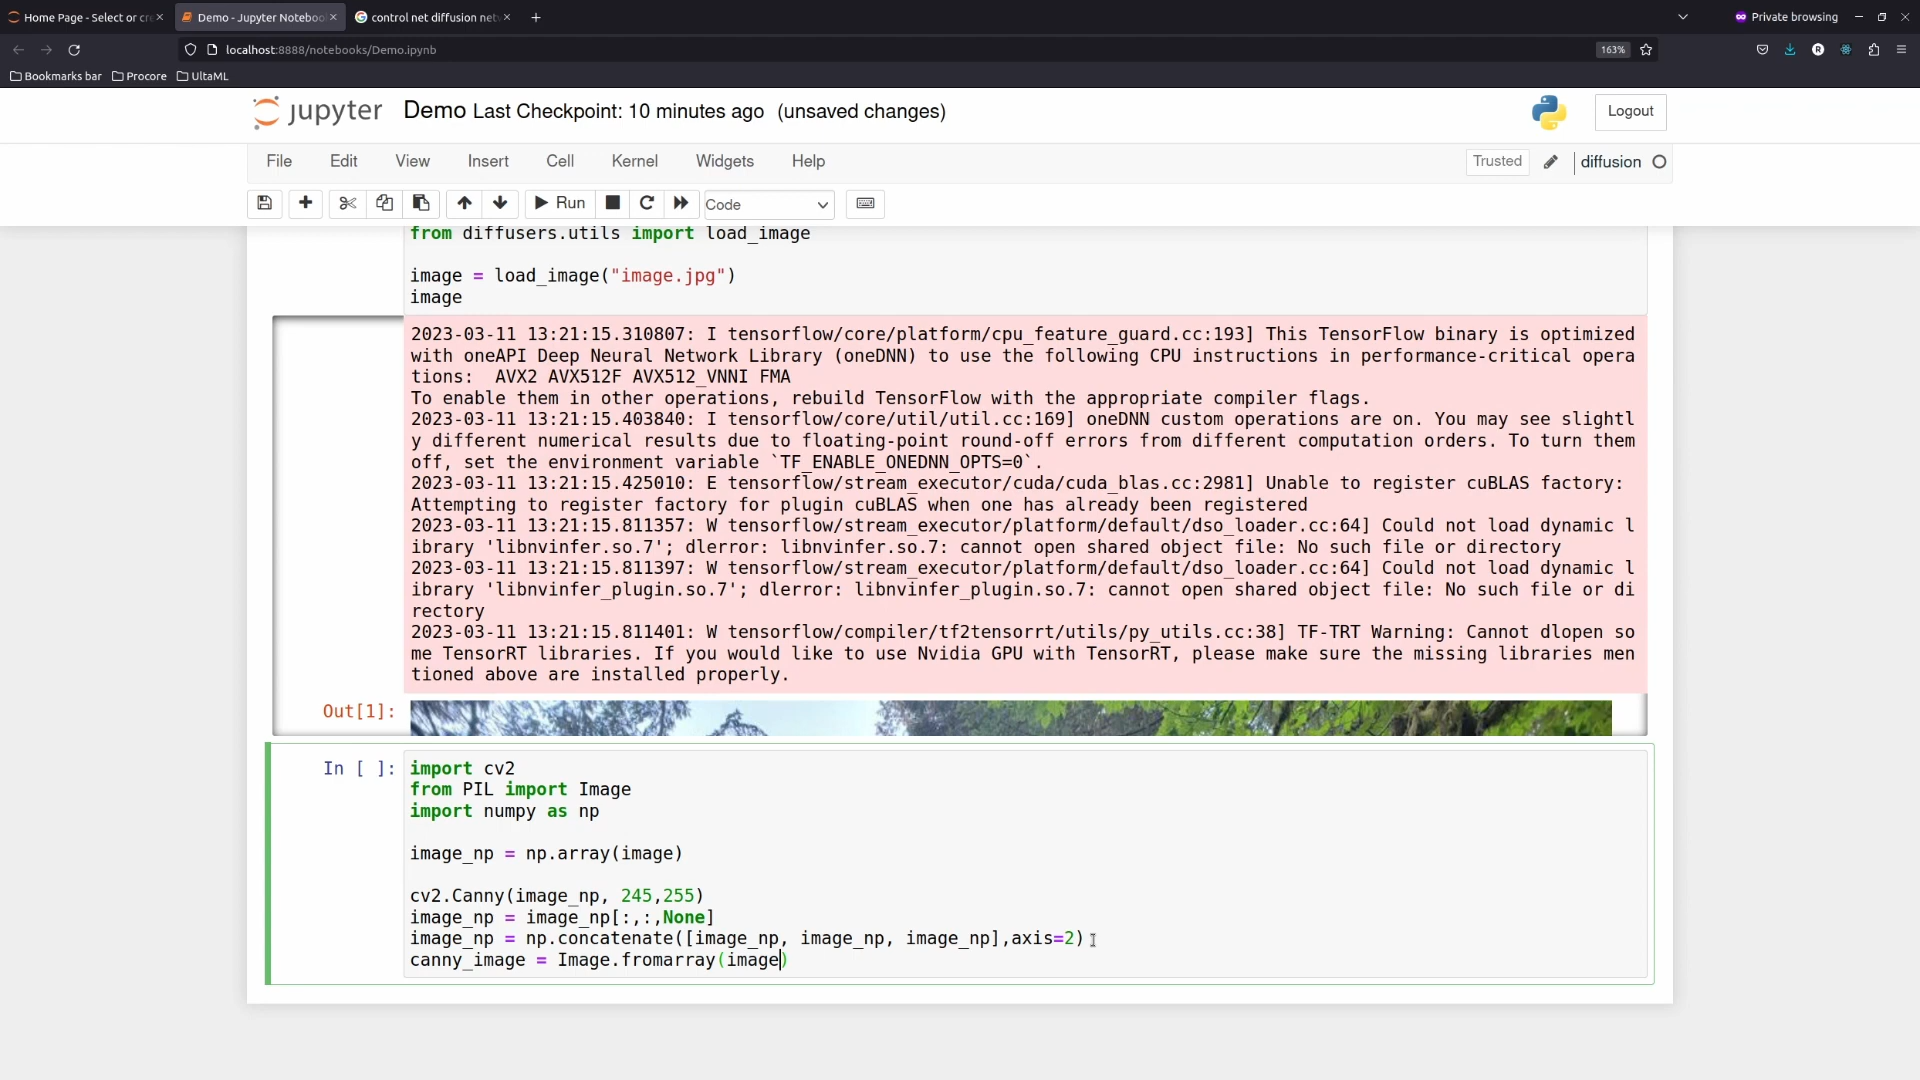 Home Page - Select or cre
Demo - Jupyter Noteboo
control net diffusion net
Private browsing
localhost:8888/notebooks/Demo.ipynb
163%
Bookmarks bar
Procore
UltaML
jupyter
Demo Last Checkpoint: 10 minutes ago (unsaved changes)
Logout
File Edit View Insert Cell Kernel Widgets Help
Trusted
diffusion
Run
Code
from diffusers.utils import load_image
image = load_image("image.jpg")
image
2023-03-11 13:21:15.310807: I tensorflow/core/platform/cpu_feature_guard.cc:193] This TensorFlow binary is optimized
with oneAPI Deep Neural Network Library (oneDNN) to use the following CPU instructions in performance-critical opera
tions:  AVX2 AVX512F AVX512_VNNI FMA
To enable them in other operations, rebuild TensorFlow with the appropriate compiler flags.
2023-03-11 13:21:15.403840: I tensorflow/core/util/util.cc:169] oneDNN custom operations are on. You may see slightl
y different numerical results due to floating-point round-off errors from different computation orders. To turn them
off, set the environment variable `TF_ENABLE_ONEDNN_OPTS=0`.
2023-03-11 13:21:15.425010: E tensorflow/stream_executor/cuda/cuda_blas.cc:2981] Unable to register cuBLAS factory:
Attempting to register factory for plugin cuBLAS when one has already been registered
2023-03-11 13:21:15.811357: W tensorflow/stream_executor/platform/default/dso_loader.cc:64] Could not load dynamic l
ibrary 'libnvinfer.so.7'; dlerror: libnvinfer.so.7: cannot open shared object file: No such file or directory
2023-03-11 13:21:15.811397: W tensorflow/stream_executor/platform/default/dso_loader.cc:64] Could not load dynamic l
ibrary 'libnvinfer_plugin.so.7'; dlerror: libnvinfer_plugin.so.7: cannot open shared object file: No such file or di
rectory
2023-03-11 13:21:15.811401: W tensorflow/compiler/tf2tensorrt/utils/py_utils.cc:38] TF-TRT Warning: Cannot dlopen so
me TensorRT libraries. If you would like to use Nvidia GPU with TensorRT, please make sure the missing libraries men
tioned above are installed properly.
Out[1]:
In [ ]:
import cv2
from PIL import Image
import numpy as np
image_np = np.array(image)
cv2.Canny(image_np, 245,255)
image_np = image_np[:,:,None]
image_np = np.concatenate([image_np, image_np, image_np],axis=2)
canny_image = Image.fromarray(image)